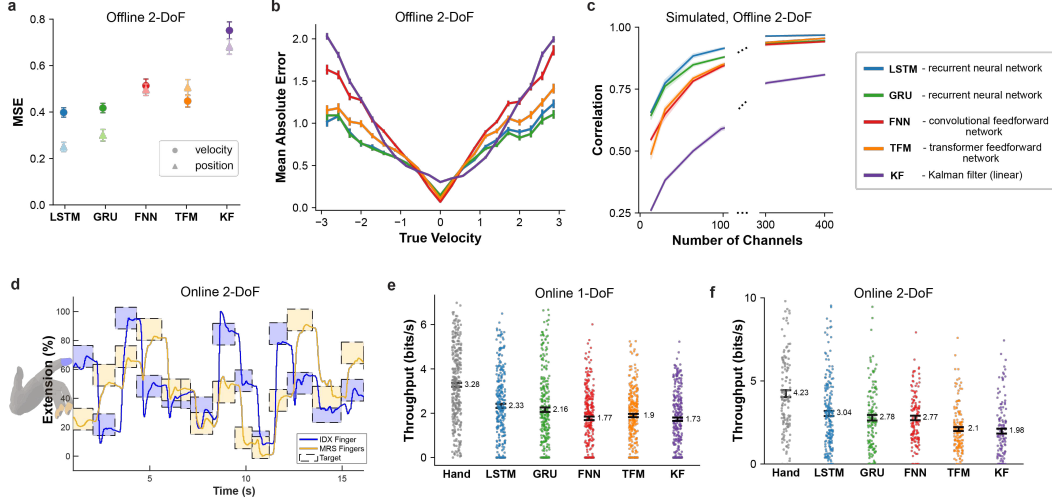 a
Offline 2-DoF
MSE
0.8
0.6
0.4
0.2
0.0
velocity
position
LSTM GRU FNN TFM KF
b
Offline 2-DoF
Mean Absolute Error
2.0
1.5
1.0
0.5
0.0
−3 −2 −1 0 1 2 3
True Velocity
c
Simulated, Offline 2-DoF
Correlation
1.00
0.75
0.50
0.25
0 100 ... 300 400
Number of Channels
LSTM - recurrent neural network
GRU - recurrent neural network
FNN - convolutional feedforward
network
TFM - transformer feedforward
network
KF - Kalman filter (linear)
d
Online 2-DoF
Extension (%)
100
80
60
40
20
0
5 10 15
Time (s)
IDX Finger
MRS Fingers
Target
e
Online 1-DoF
Throughput (bits/s)
6
4
2
0
3.28
2.33
2.16
1.77
1.9
1.73
Hand LSTM GRU FNN TFM KF
f
Online 2-DoF
Throughput (bits/s)
10
5
0
4.23
3.04
2.78
2.77
2.1
1.98
Hand LSTM GRU FNN TFM KF